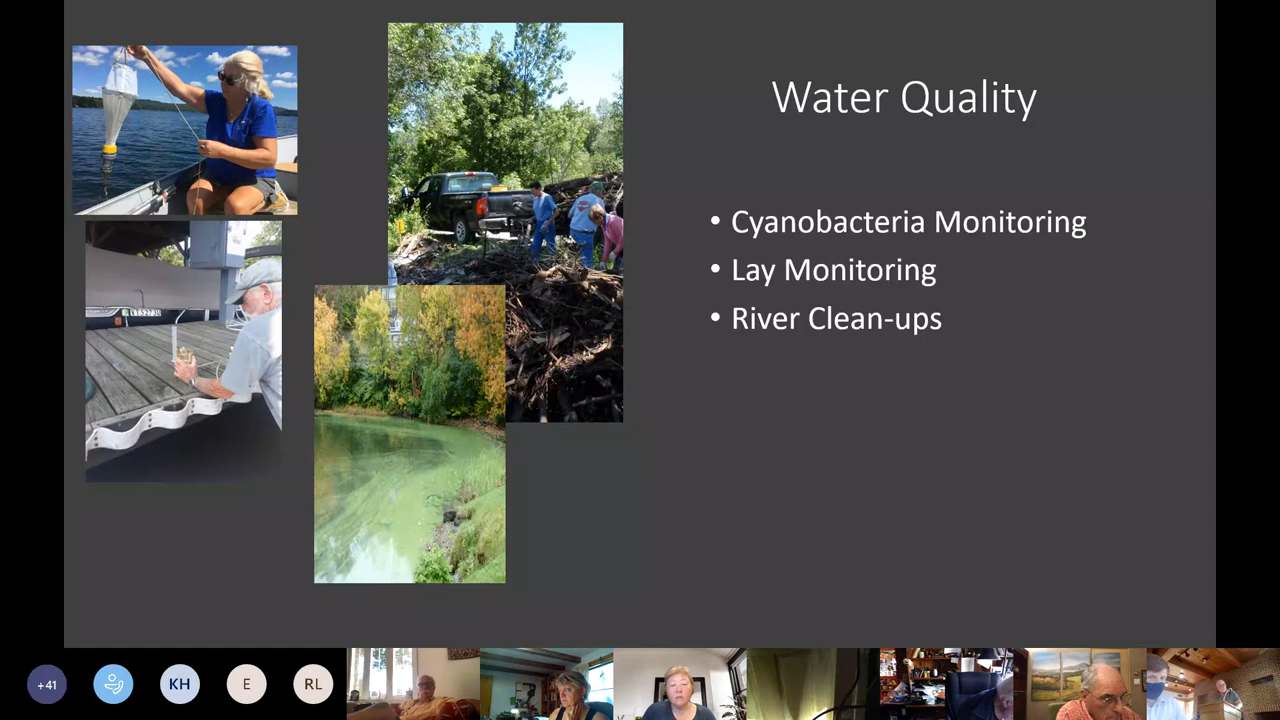 Water Quality
• Cyanobacteria Monitoring
• Lay Monitoring
• River Clean-ups
+41
KH
E
RL